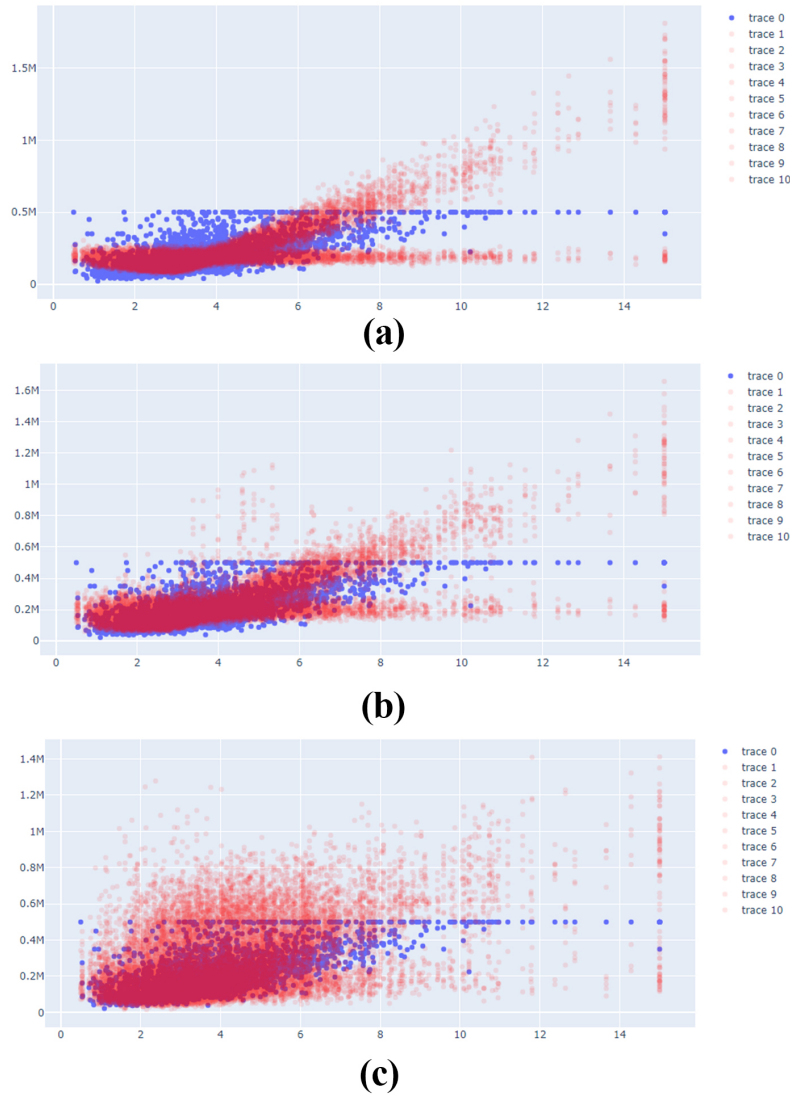 trace 0
trace 1
trace 2
trace 3
trace 4
trace 5
trace 6
trace 7
trace 8
trace 9
trace 10
1.5M
1M
0.5M
0
0 2 4 6 8 10 12 14
(a)
trace 0
trace 1
trace 2
trace 3
trace 4
trace 5
trace 6
trace 7
trace 8
trace 9
trace 10
1.6M
1.4M
1.2M
1M
0.8M
0.6M
0.4M
0.2M
0
0 2 4 6 8 10 12 14
(b)
trace 0
trace 1
trace 2
trace 3
trace 4
trace 5
trace 6
trace 7
trace 8
trace 9
trace 10
1.4M
1.2M
1M
0.8M
0.6M
0.4M
0.2M
0
0 2 4 6 8 10 12 14
(c)